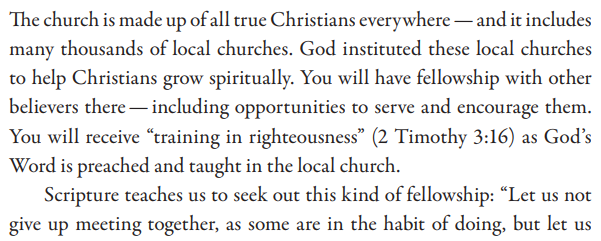 The church is made up of all true Christians everywhere — and it includes
many thousands of local churches. God instituted these local churches
to help Christians grow spiritually. You will have fellowship with other
believers there — including opportunities to serve and encourage them.
You will receive “training in righteousness” (2 Timothy 3:16) as God’s
Word is preached and taught in the local church.
Scripture teaches us to seek out this kind of fellowship: “Let us not
give up meeting together, as some are in the habit of doing, but let us